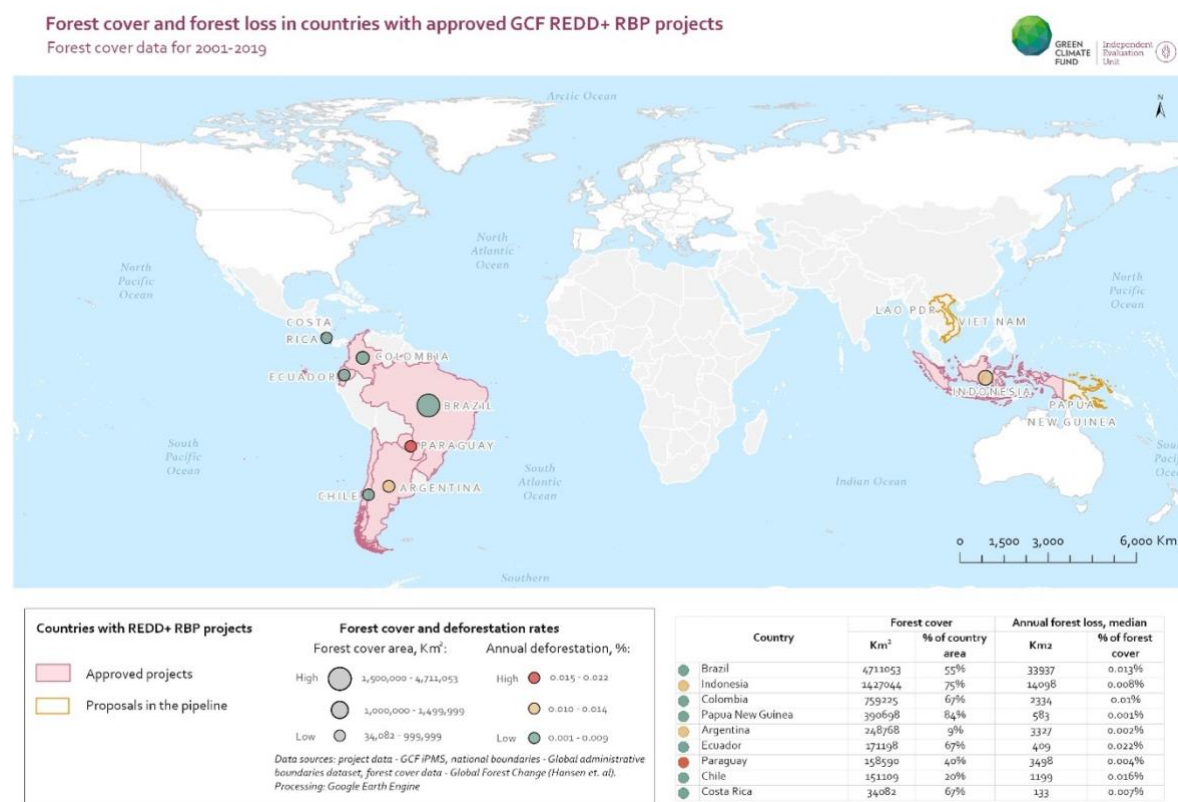 Forest cover and forest loss in countries with approved GCF REDD+ RBP projects
Forest cover data for 2001-2019
GREEN
CLIMATE
FUND
Independent
Evaluation
Unit
Arctic Ocean
N
North
Pacific
Ocean
North
Atlantic
Ocean
North
Pacific
Ocean
COSTA
RICA
COLOMBIA
ECUADOR
BRAZIL
PARAGUAY
CHILE
ARGENTINA
LAO PDR
VIET NAM
INDONESIA
PAPUA
NEW GUINEA
South
Pacific
Ocean
South
Atlantic
Ocean
Indian Ocean
South
Pacific
Ocean
Southern
0 1,500 3,000 6,000 Km
Countries with REDD+ RBP projects
Approved projects
Proposals in the pipeline
Forest cover and deforestation rates
Forest cover area, Km²:
High 1,500,000 - 4,711,053
1,000,000 - 1,499,999
Low 34,082 - 999,999
Annual deforestation, %:
High 0.015 - 0.022
0.010 - 0.014
Low 0.001 - 0.009
Data sources: project data - GCF iPMS, national boundaries - Global administrative
boundaries dataset, forest cover data - Global Forest Change (Hansen et. al).
Processing: Google Earth Engine
Country Forest cover Annual forest loss, median
Km² % of country area Km2 % of forest cover
Brazil 4711053 55% 33937 0.013%
Indonesia 1427044 75% 14098 0.008%
Colombia 759225 67% 2334 0.01%
Papua New Guinea 390698 84% 583 0.001%
Argentina 248768 9% 3327 0.002%
Ecuador 171198 67% 409 0.022%
Paraguay 158590 40% 3498 0.004%
Chile 151109 20% 1199 0.016%
Costa Rica 34082 67% 133 0.007%